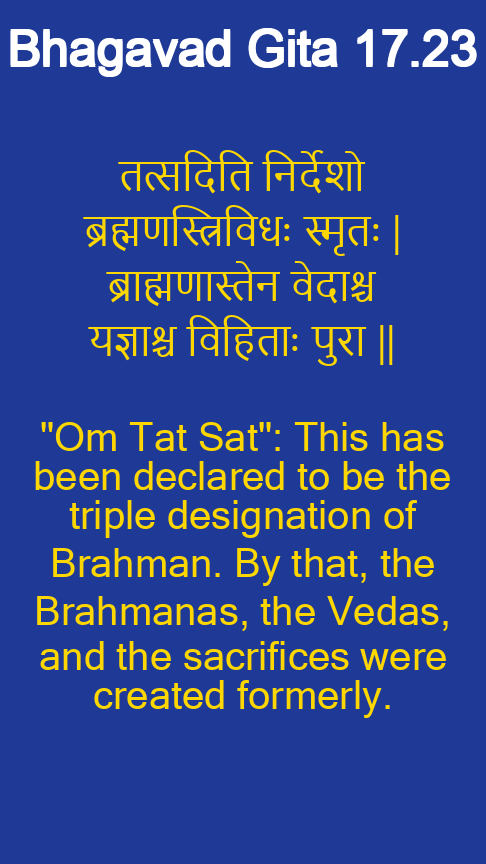 Bhagavad Gita 17.23
तत्सदिति निर्देशो
ब्रह्मणस्त्रिविधः स्मृतः |
ब्राह्मणास्तेन वेदाश्च
यज्ञाश्च विहिताः पुरा ||
"Om Tat Sat": This has
been declared to be the
triple designation of
Brahman. By that, the
Brahmanas, the Vedas,
and the sacrifices were
created formerly.